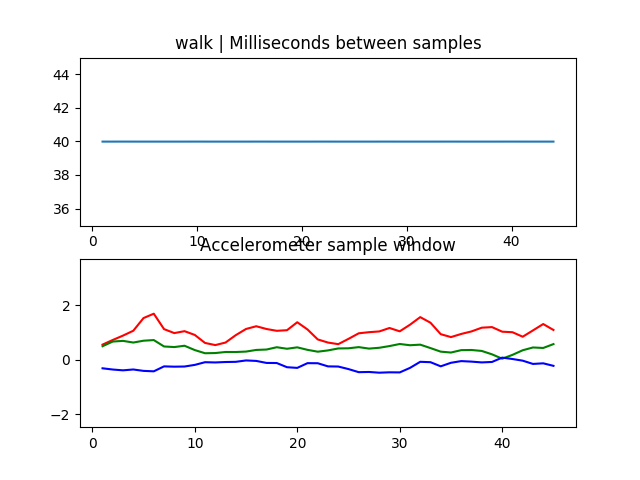 walk | Milliseconds between samples
44
42
40
38
36
0 10 20 30 40
Accelerometer sample window
2
0
−2
0 10 20 30 40